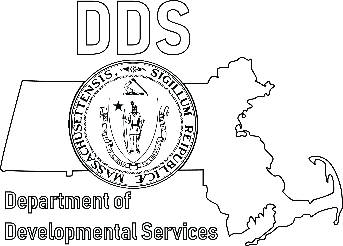 DDS
SIGILLUM REIPUBLICÆ MASSACHUSETTENSIS
Department of
Developmental Services